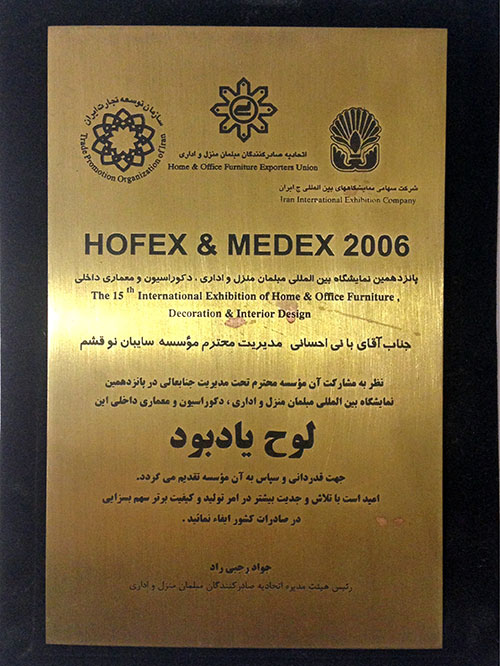 سازمان توسعه تجارت ایران
Trade Promotion Organization of Iran
اتحادیه صادرکنندگان مبلمان منزل و اداری
Home & Office Furniture Exporters Union
شرکت سهامی نمایشگاههای بین المللی ج ایران
Iran International Exhibition Company
HOFEX & MEDEX 2006
پانزدهمین نمایشگاه بین المللی مبلمان منزل و اداری ، دکوراسیون و معماری داخلی
The 15th International Exhibition of Home & Office Furniture ,
Decoration & Interior Design
جناب آقای بانی احسانی مدیریت محترم مؤسسه سایبان نو قشم
نظر به مشارکت آن مؤسسه محترم تحت مدیریت جنابعالی در پانزدهمین
نمایشگاه بین المللی مبلمان منزل و اداری ، دکوراسیون و معماری داخلی این
لوح یادبود
جهت قدردانی و سپاس به آن مؤسسه تقدیم می گردد.
امید است با تلاش و جدیت بیشتر در امر تولید و کیفیت برتر سهم بسزایی
در صادرات کشور ایفاء نمائید .
جواد رجبی راد
رئیس هیئت مدیره اتحادیه صادرکنندگان مبلمان منزل و اداری